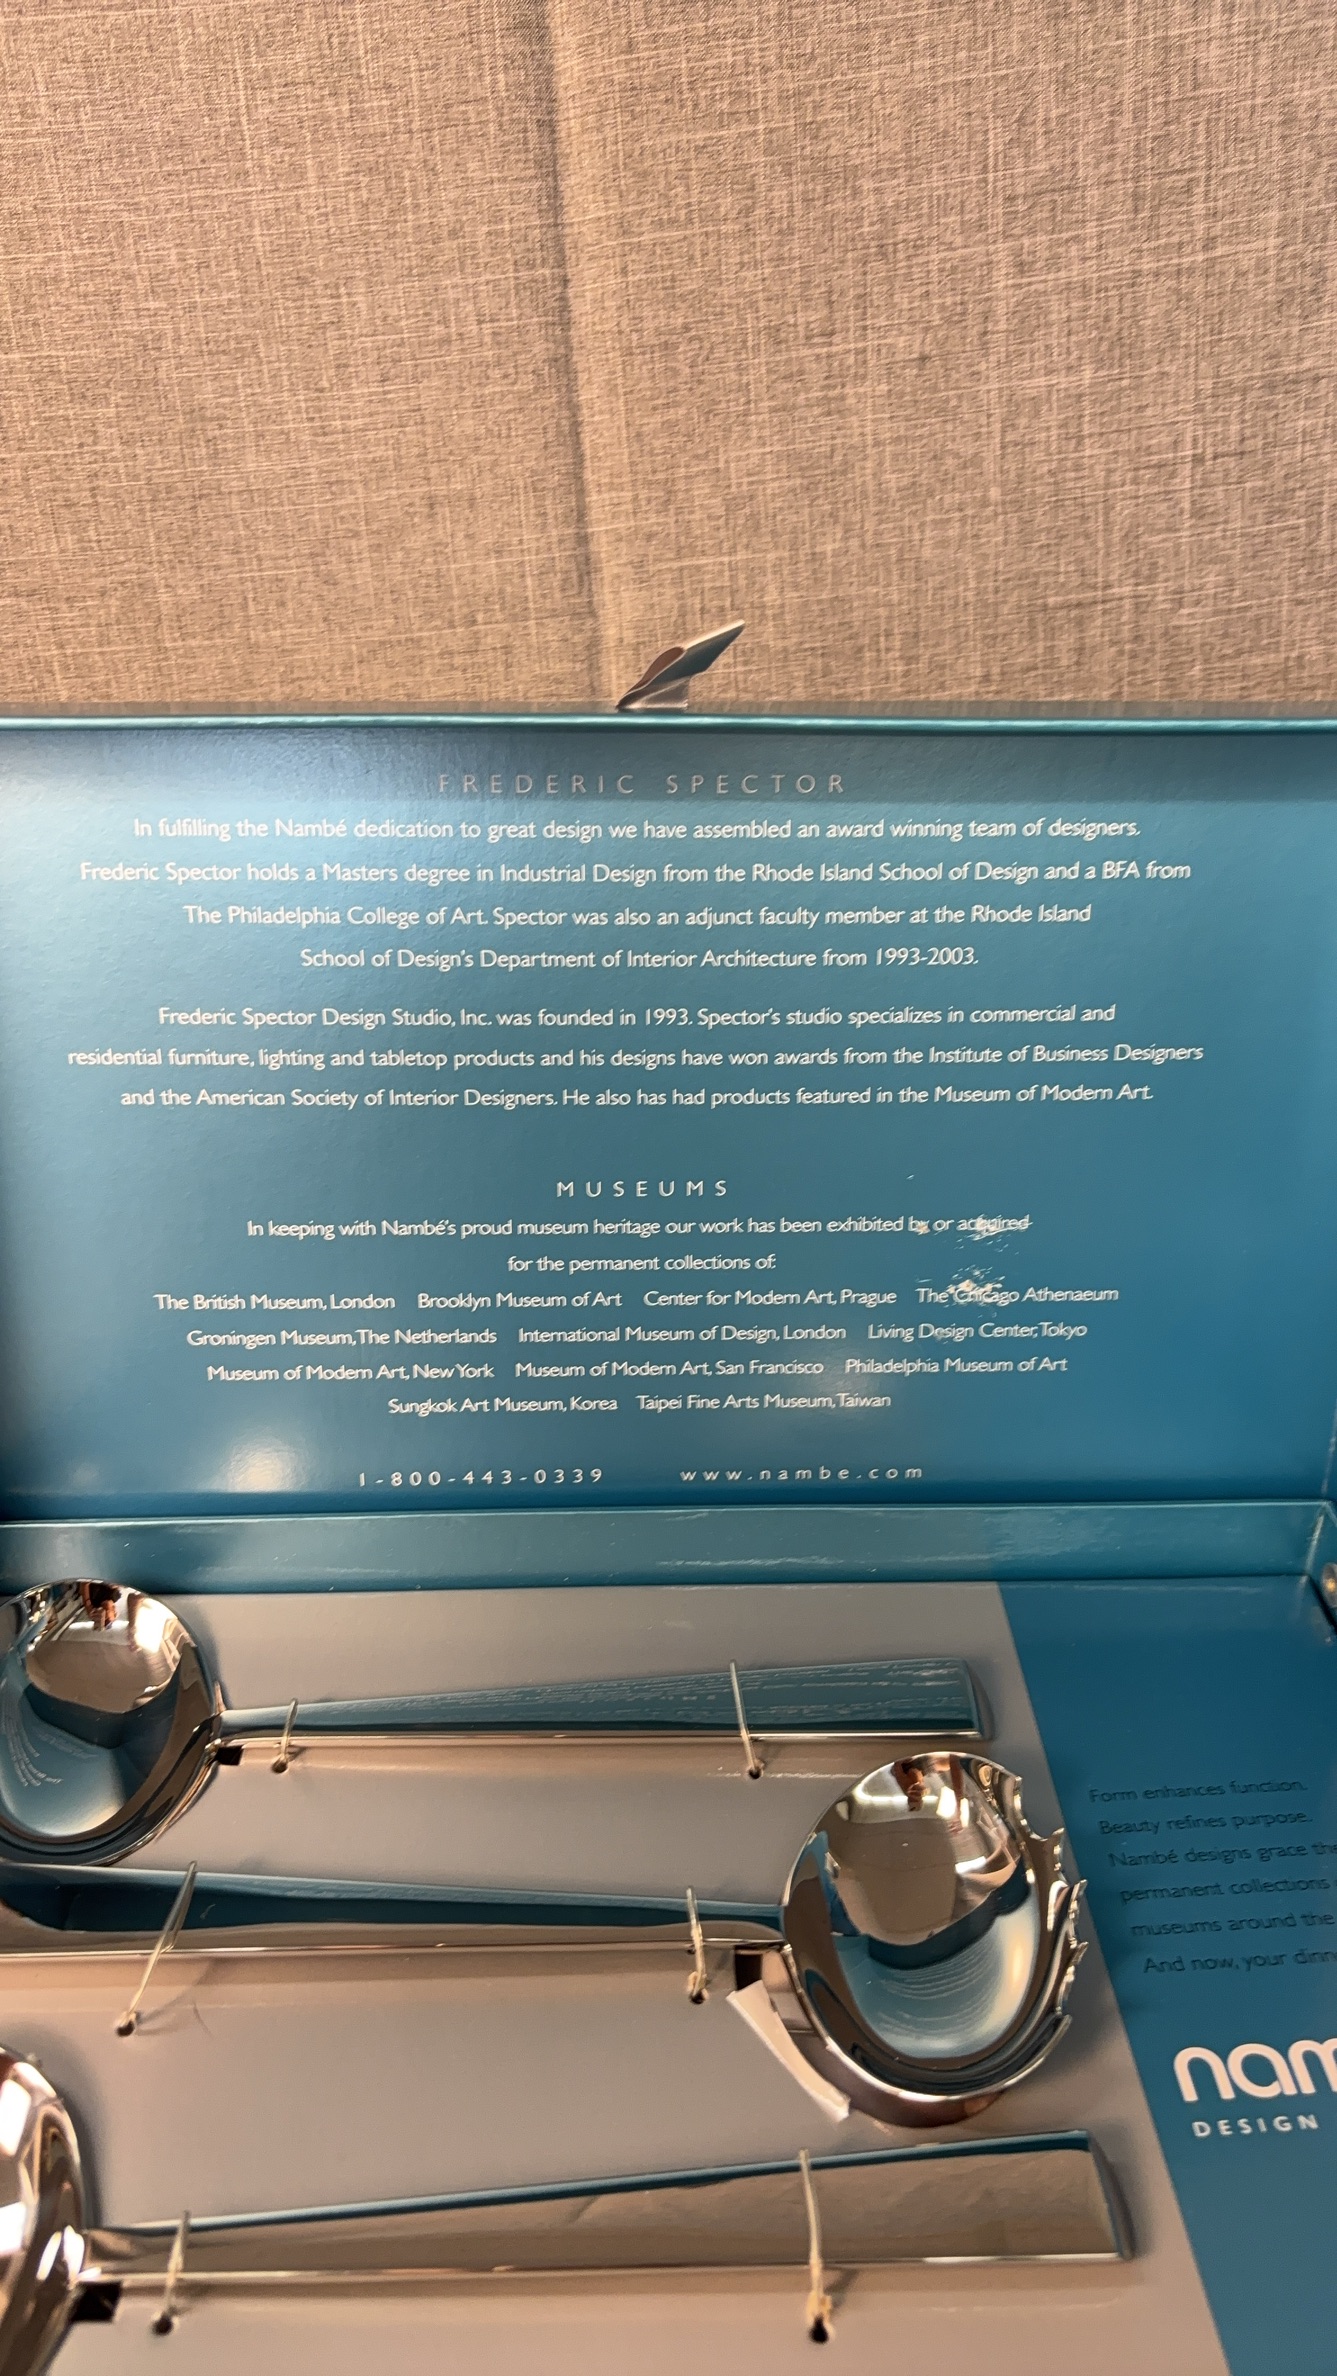 FREDERIC SPECTOR
In fulfilling the Nambé dedication to great design we have assembled an award winning team of designers.
Frederic Spector holds a Masters degree in Industrial Design from the Rhode Island School of Design and a BFA from
The Philadelphia College of Art. Spector was also an adjunct faculty member at the Rhode Island
School of Design's Department of Interior Architecture from 1993-2003.
Frederic Spector Design Studio, Inc. was founded in 1993. Spector's studio specializes in commercial and
residential furniture, lighting and tabletop products and his designs have won awards from the Institute of Business Designers
and the American Society of Interior Designers. He also has had products featured in the Museum of Modern Art.
MUSEUMS
In keeping with Nambé's proud museum heritage our work has been exhibited by or acquired
for the permanent collections of:
The British Museum, London Brooklyn Museum of Art Center for Modern Art, Prague The Chicago Athenaeum
Groningen Museum, The Netherlands International Museum of Design, London Living Design Center, Tokyo
Museum of Modern Art, New York Museum of Modern Art, San Francisco Philadelphia Museum of Art
Sungkok Art Museum, Korea Taipei Fine Arts Museum, Taiwan
1-800-443-0339 www.nambe.com
Form enhances function.
Beauty refines purpose.
Nambé designs grace the
permanent collections
museums around the
And now, your
nam
DESIGN